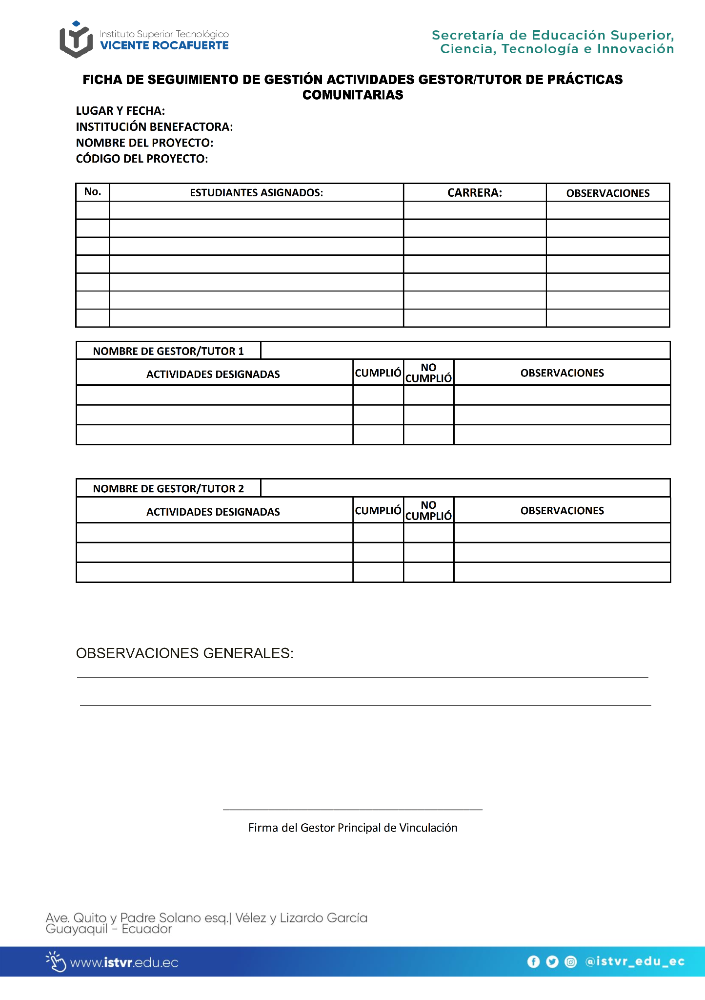 Instituto Superior Tecnológico
VICENTE ROCAFUERTE
Secretaría de Educación Superior,
Ciencia, Tecnología e Innovación
FICHA DE SEGUIMIENTO DE GESTIÓN ACTIVIDADES GESTOR/TUTOR DE PRÁCTICAS
COMUNITARIAS
LUGAR Y FECHA:
INSTITUCIÓN BENEFACTORA:
NOMBRE DEL PROYECTO:
CÓDIGO DEL PROYECTO:
No. ESTUDIANTES ASIGNADOS: CARRERA: OBSERVACIONES
NOMBRE DE GESTOR/TUTOR 1
ACTIVIDADES DESIGNADAS CUMPLIÓ NO CUMPLIÓ OBSERVACIONES
NOMBRE DE GESTOR/TUTOR 2
ACTIVIDADES DESIGNADAS CUMPLIÓ NO CUMPLIÓ OBSERVACIONES
OBSERVACIONES GENERALES:
Firma del Gestor Principal de Vinculación
Ave. Quito y Padre Solano esq.| Vélez y Lizardo García
Guayaquil - Ecuador
www.istvr.edu.ec @istvr_edu_ec